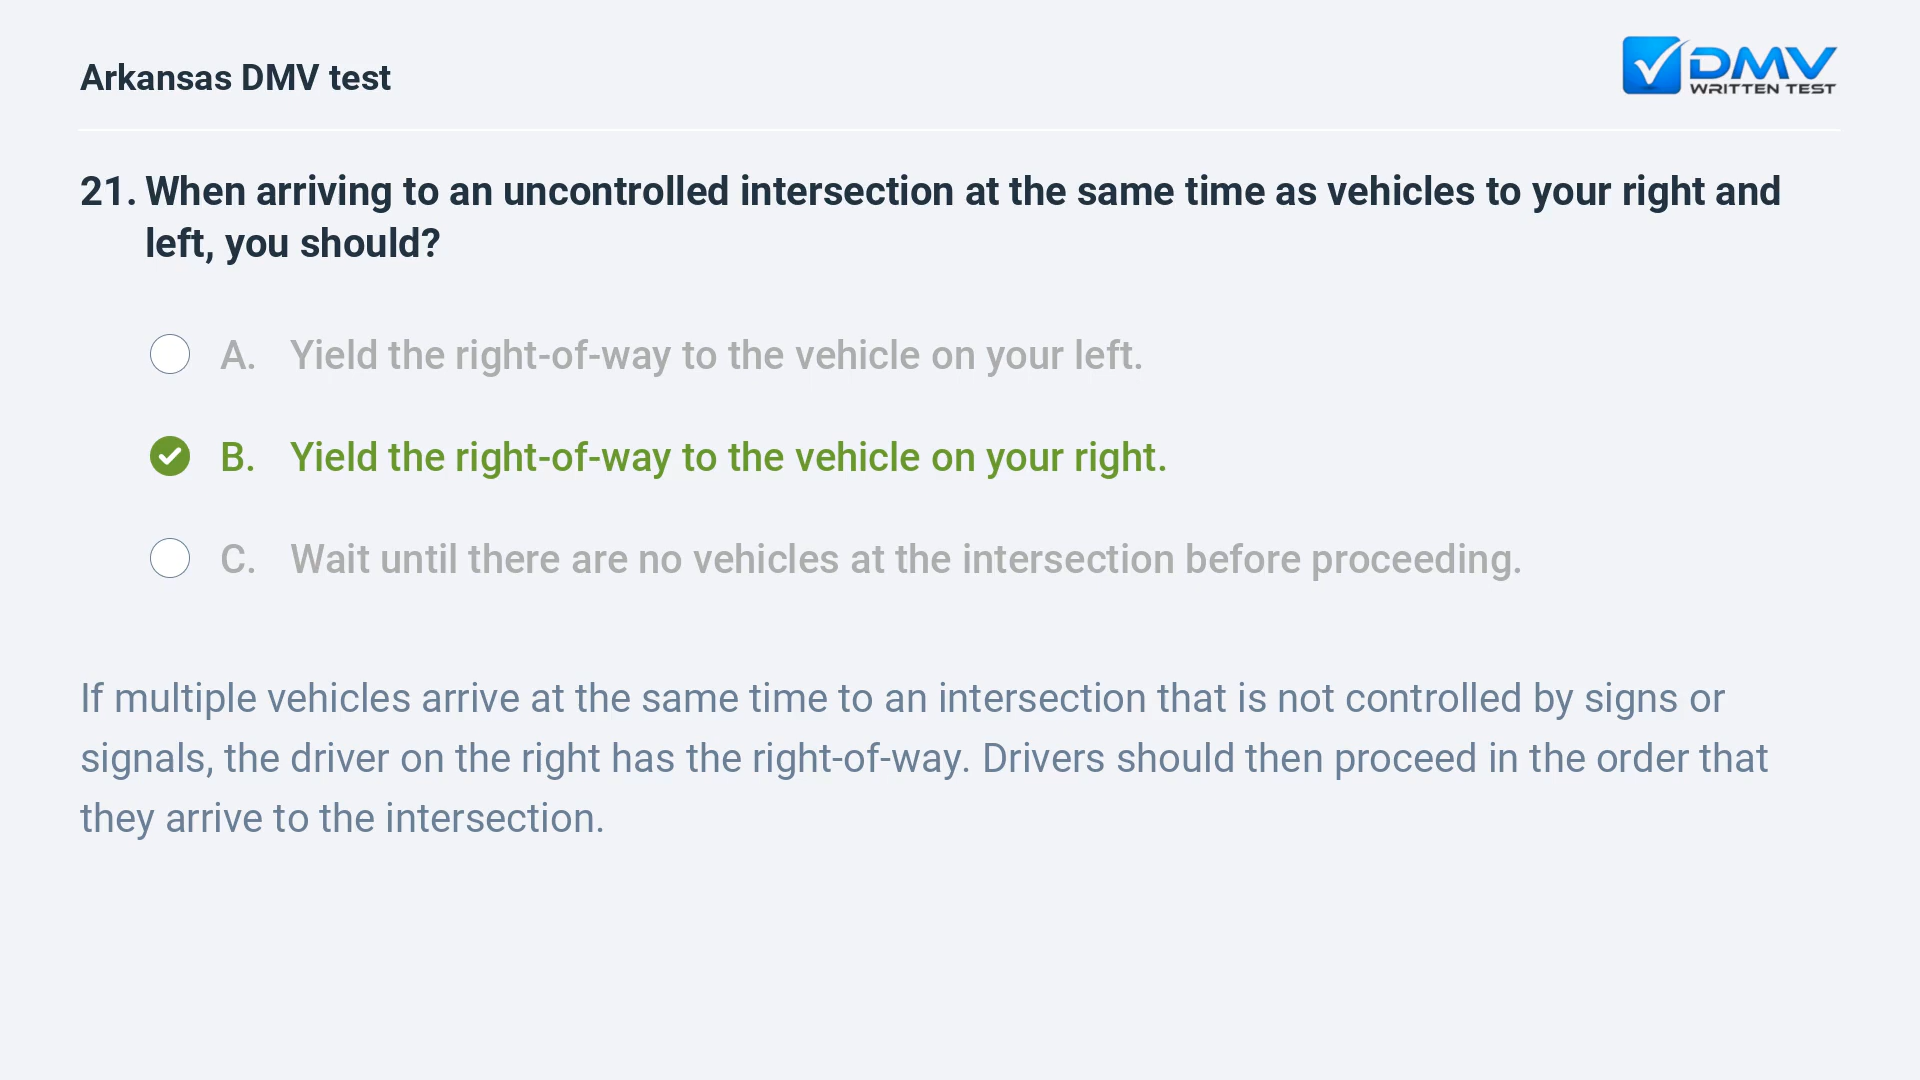 Arkansas DMV test
DMV
WRITTEN TEST
21. When arriving to an uncontrolled intersection at the same time as vehicles to your right and
left, you should?
A. Yield the right-of-way to the vehicle on your left.
B. Yield the right-of-way to the vehicle on your right.
C. Wait until there are no vehicles at the intersection before proceeding.
If multiple vehicles arrive at the same time to an intersection that is not controlled by signs or
signals, the driver on the right has the right-of-way. Drivers should then proceed in the order that
they arrive to the intersection.